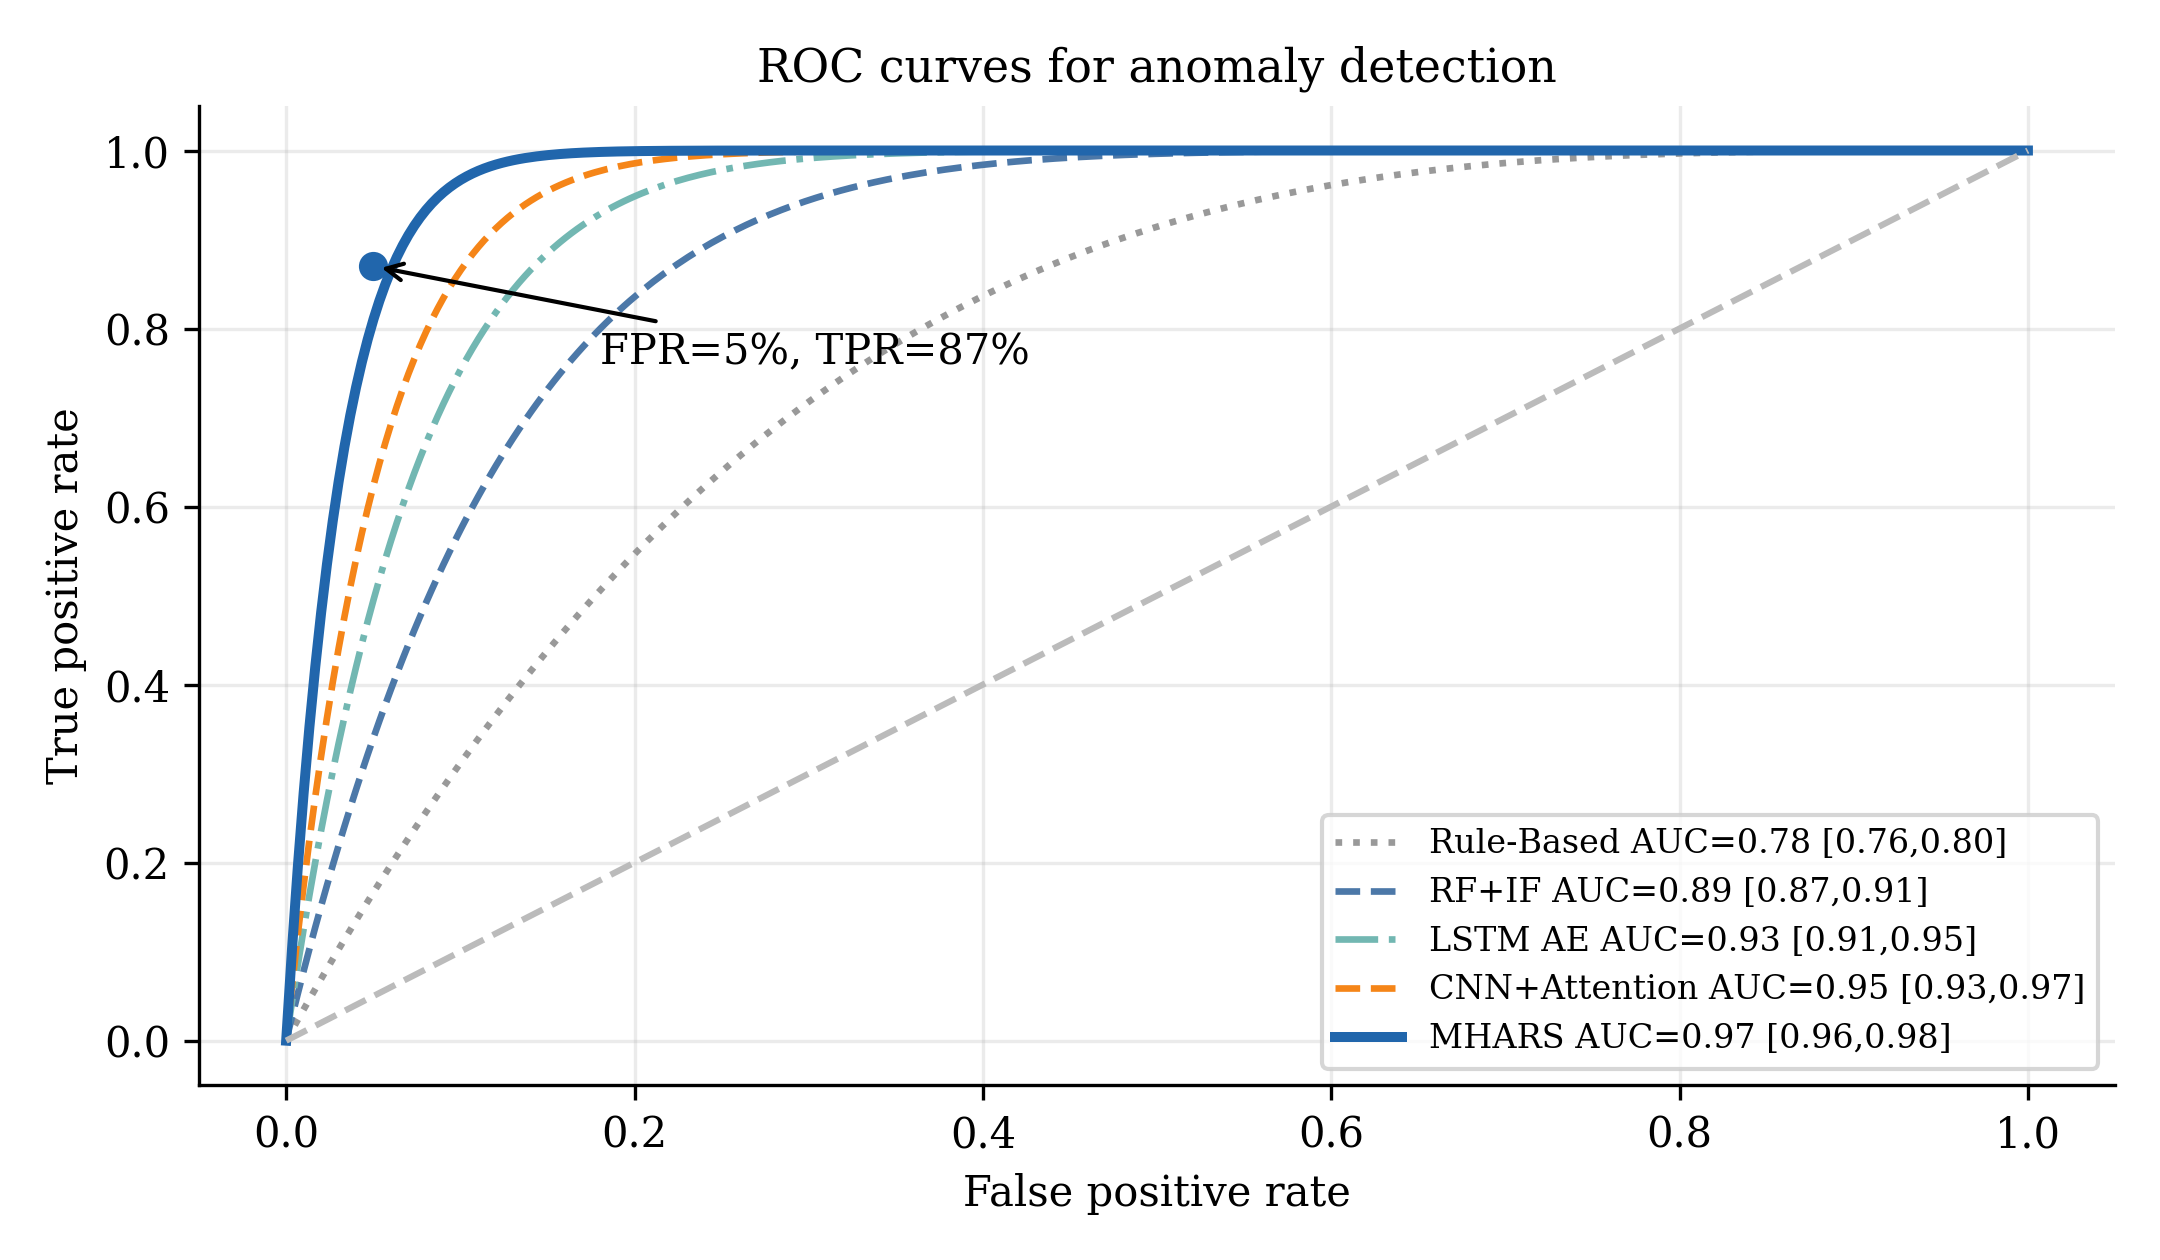 ROC curves for anomaly detection
True positive rate
1.0
0.8
0.6
0.4
0.2
0.0
FPR=5%, TPR=87%
Rule-Based AUC=0.78 [0.76,0.80]
RF+IF AUC=0.89 [0.87,0.91]
LSTM AE AUC=0.93 [0.91,0.95]
CNN+Attention AUC=0.95 [0.93,0.97]
MHARS AUC=0.97 [0.96,0.98]
0.0 0.2 0.4 0.6 0.8 1.0
False positive rate